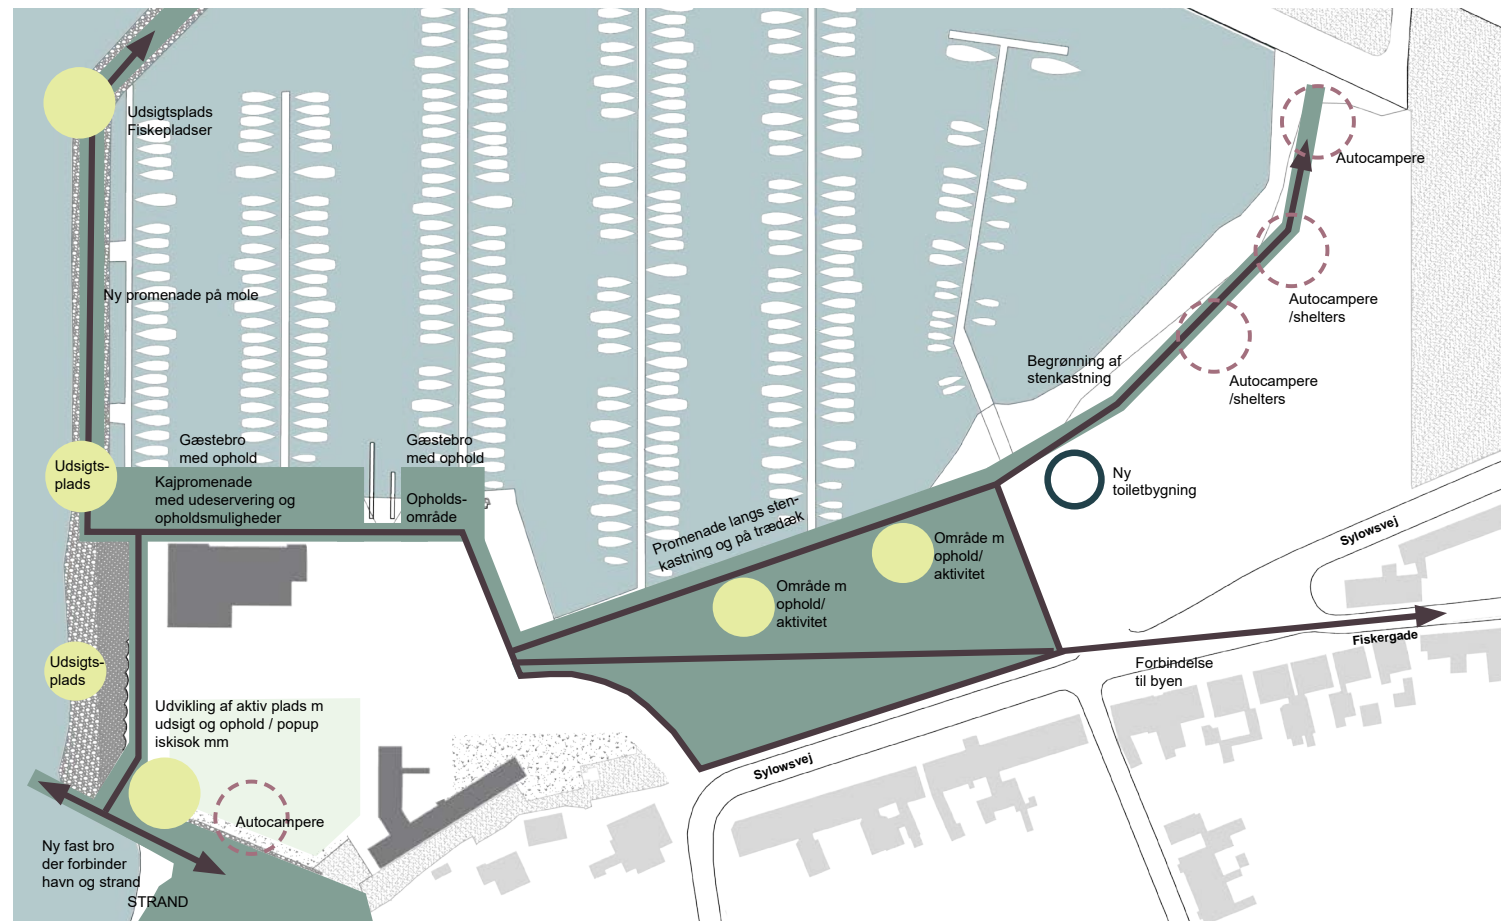 Udsigtsplads
Fiskepladser
Autocampere
Ny promenade på mole
Autocampere
/shelters
Begrønning af
stenkastning
Autocampere
/shelters
Gæstebro
med ophold
Gæstebro
med ophold
Udsigts-
plads
Kajpromenade
med udeservering og
opholdsmuligheder
Opholds-
område
Ny
toiletbygning
Promenade langs sten-
kastning og på trædæk
Område m
ophold/
aktivitet
Sylowsvej
Område m
ophold/
aktivitet
Fiskergade
Forbindelse
til byen
Udsigts-
plads
Udvikling af aktiv plads m
udsigt og ophold / popup
iskisok mm
Sylowsvej
Autocampere
Ny fast bro
der forbinder
havn og strand
STRAND